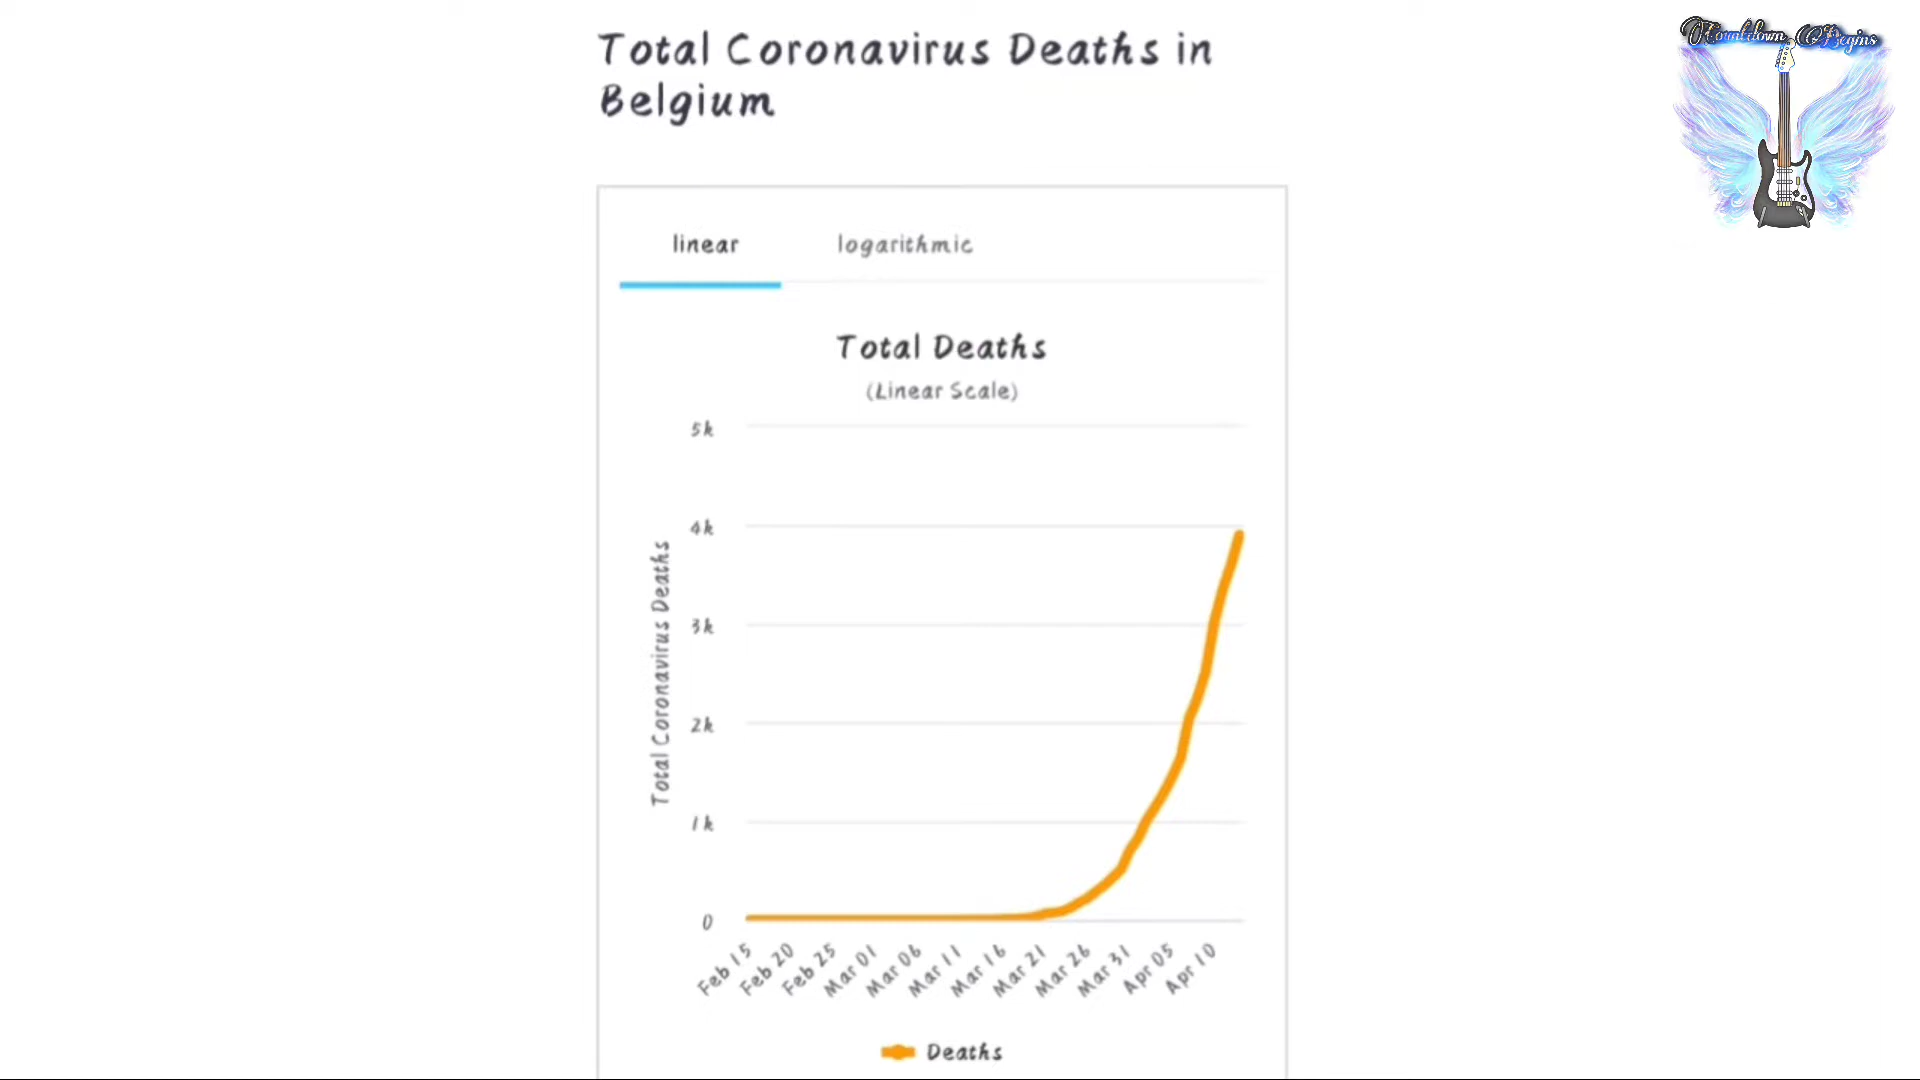 Countdown Begins
Total Coronavirus Deaths in
Belgium
linear logarithmic
Total Deaths
(Linear Scale)
Total Coronavirus Deaths
5k
4k
3k
2k
1k
0
Feb 15 Feb 20 Feb 25 Mar 01 Mar 06 Mar 11 Mar 16 Mar 21 Mar 26 Mar 31 Apr 05 Apr 10
Deaths